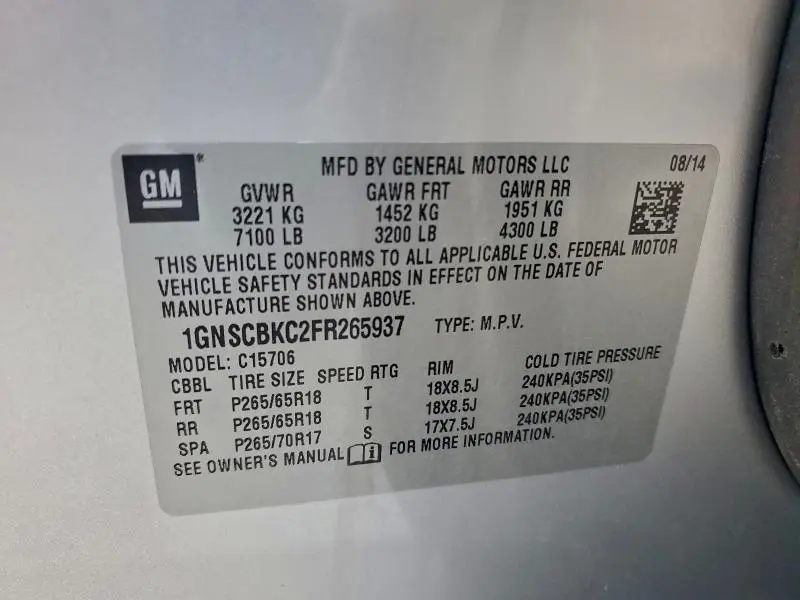 GM
MFD BY GENERAL MOTORS LLC 08/14
GVWR GAWR FRT GAWR RR
3221 KG 1452 KG 1951 KG
7100 LB 3200 LB 4300 LB
THIS VEHICLE CONFORMS TO ALL APPLICABLE U.S. FEDERAL MOTOR
VEHICLE SAFETY STANDARDS IN EFFECT ON THE DATE OF
MANUFACTURE SHOWN ABOVE.
1GNSCBKC2FR265937 TYPE: M.P.V.
MODEL: C15706
CBBL TIRE SIZE SPEED RTG RIM COLD TIRE PRESSURE
FRT P265/65R18 T 18X8.5J 240KPA(35PSI)
RR P265/65R18 T 18X8.5J 240KPA(35PSI)
SPA P265/70R17 S 17X7.5J 240KPA(35PSI)
SEE OWNER'S MANUAL i FOR MORE INFORMATION.